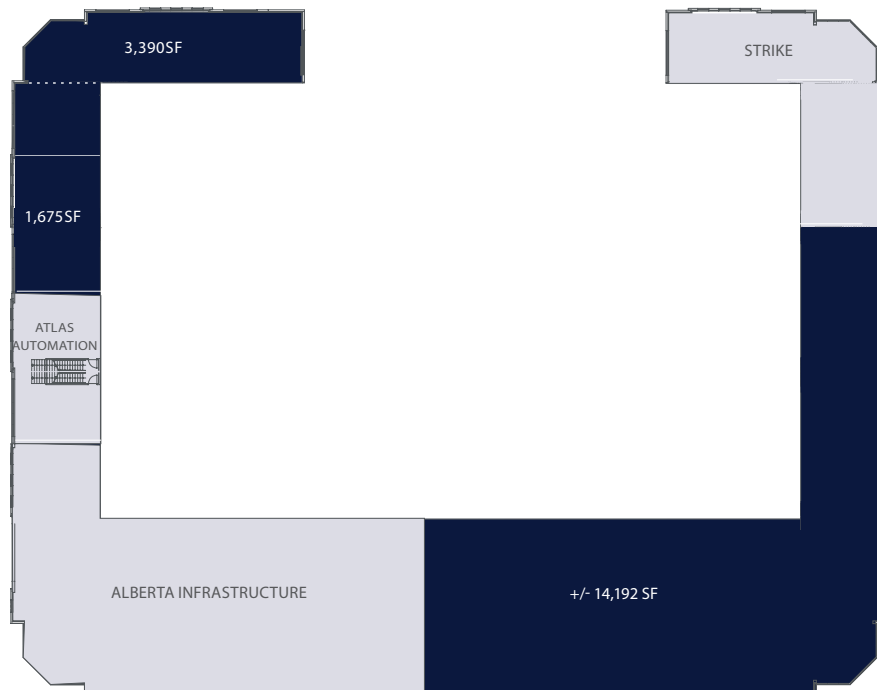 3,390SF
STRIKE
1,675SF
ATLAS
AUTOMATION
ALBERTA INFRASTRUCTURE
+/- 14,192 SF